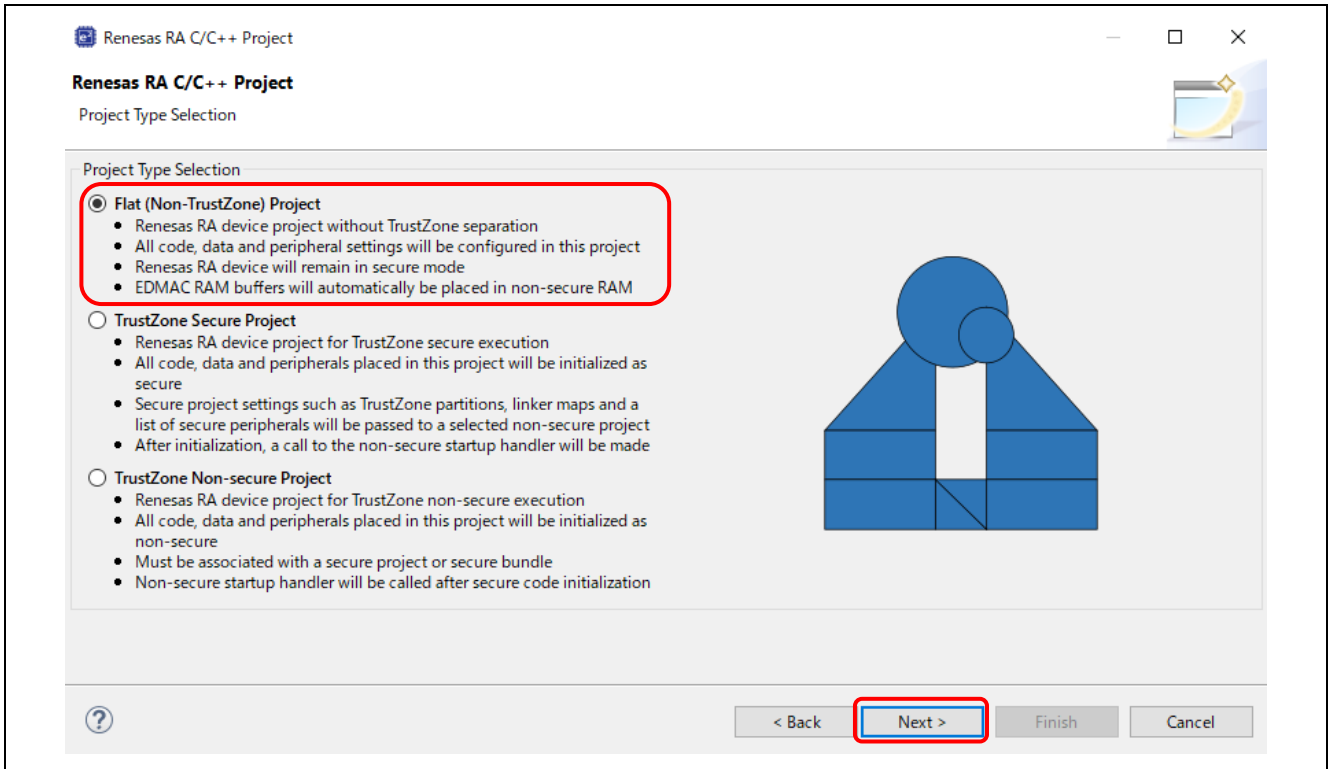 Renesas RA C/C++ Project
Renesas RA C/C++ Project
Project Type Selection
Project Type Selection
Flat (Non-TrustZone) Project
• Renesas RA device project without TrustZone separation
• All code, data and peripheral settings will be configured in this project
• Renesas RA device will remain in secure mode
• EDMAC RAM buffers will automatically be placed in non-secure RAM
TrustZone Secure Project
• Renesas RA device project for TrustZone secure execution
• All code, data and peripherals placed in this project will be initialized as
secure
• Secure project settings such as TrustZone partitions, linker maps and a
list of secure peripherals will be passed to a selected non-secure project
• After initialization, a call to the non-secure startup handler will be made
TrustZone Non-secure Project
• Renesas RA device project for TrustZone non-secure execution
• All code, data and peripherals placed in this project will be initialized as
non-secure
• Must be associated with a secure project or secure bundle
• Non-secure startup handler will be called after secure code initialization
? < Back Next > Finish Cancel